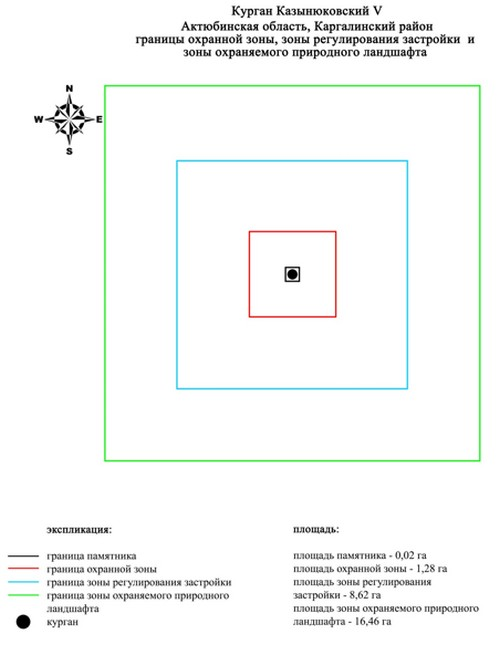 Курган Казынюковский V
Актюбинская область, Каргалинский район
границы охранной зоны, зоны регулирования застройки и
зоны охраняемого природного ландшафта
N
W E
S
экспликация:
граница памятника
граница охранной зоны
граница зоны регулирования застройки
граница зоны охраняемого природного
ландшафта
курган
площадь:
площадь памятника - 0,02 га
площадь охранной зоны - 1,28 га
площадь зоны регулирования
застройки - 8,62 га
площадь зоны охраняемого природного
ландшафта - 16,46 га